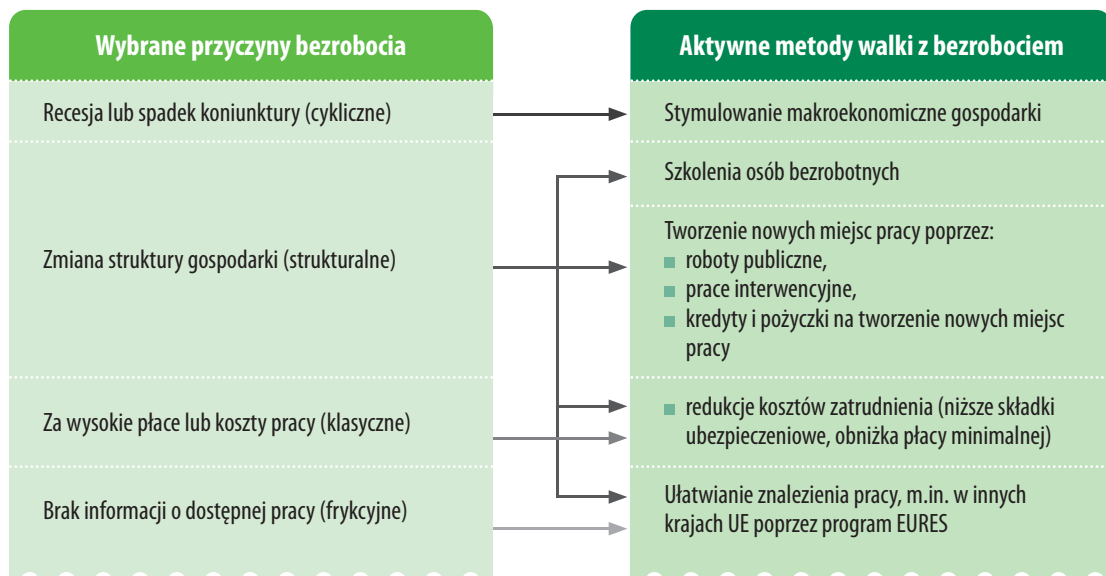 Wybrane przyczyny bezrobocia
Recesja lub spadek koniunktury (cykliczne)
Zmiana struktury gospodarki (strukturalne)
Za wysokie płace lub koszty pracy (klasyczne)
Brak informacji o dostępnej pracy (frykcyjne)
Aktywne metody walki z bezrobociem
Stymulowanie makroekonomiczne gospodarki
Szkolenia osób bezrobotnych
Tworzenie nowych miejsc pracy poprzez:
roboty publiczne,
prace interwencyjne,
kredyty i pożyczki na tworzenie nowych miejsc
pracy
redukcje kosztów zatrudnienia (niższe składki
ubezpieczeniowe, obniżka płacy minimalnej)
Ułatwianie znalezienia pracy, m.in. w innych
krajach UE poprzez program EURES